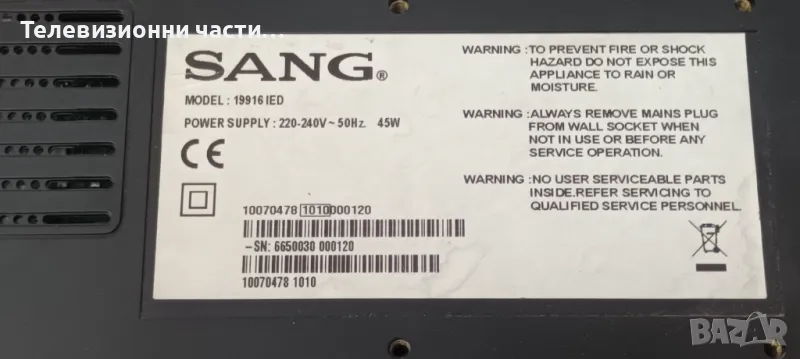 Телевизионни части...
SANG®
MODEL : 19916 IED
POWER SUPPLY : 220-240V ~ 50Hz. 45W
CE
10070478 1010000120
-SN: 6650030 000120
10070478 1010
WARNING :TO PREVENT FIRE OR SHOCK
HAZARD DO NOT EXPOSE THIS
APPLIANCE TO RAIN OR
MOISTURE.
WARNING :ALWAYS REMOVE MAINS PLUG
FROM WALL SOCKET WHEN
NOT IN USE OR BEFORE ANY
SERVICE OPERATION.
WARNING :NO USER SERVICEABLE PARTS
INSIDE.REFER SERVICING TO
QUALIFIED SERVICE PERSONNEL.
bazar